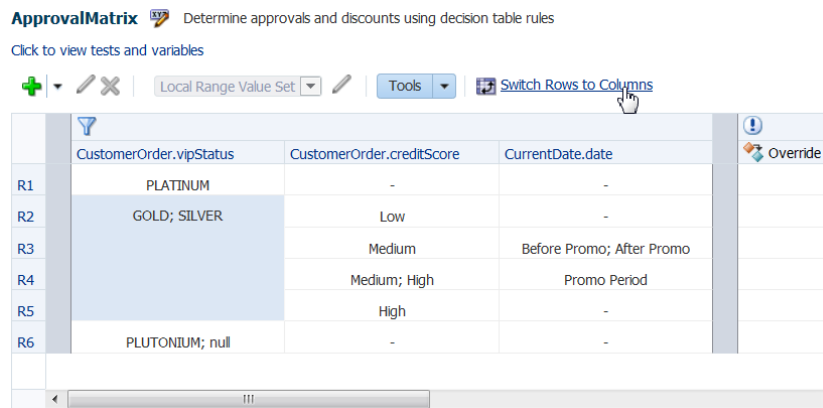 ApprovalMatrix Determine approvals and discounts using decision table rules
Click to view tests and variables
Local Range Value Set Tools Switch Rows to Columns
CustomerOrder.vipStatus CustomerOrder.creditScore CurrentDate.date Override
R1 PLATINUM - -
R2 GOLD; SILVER Low -
R3 Medium Before Promo; After Promo
R4 Medium; High Promo Period
R5 High -
R6 PLUTONIUM; null - -